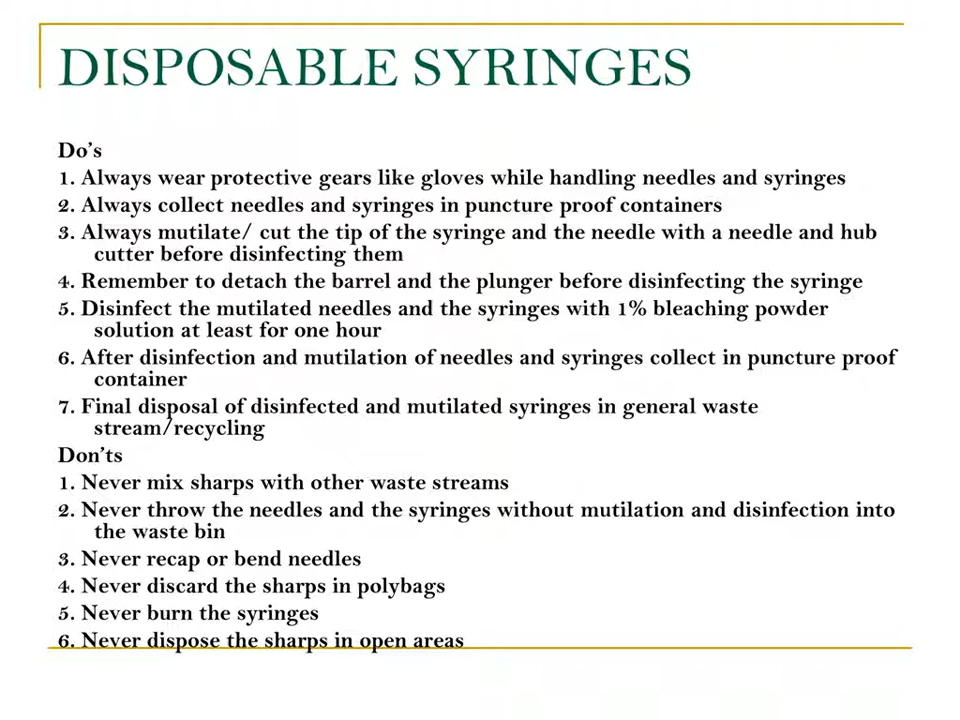 DISPOSABLE SYRINGES
Do’s
1. Always wear protective gears like gloves while handling needles and syringes
2. Always collect needles and syringes in puncture proof containers
3. Always mutilate/ cut the tip of the syringe and the needle with a needle and hub
cutter before disinfecting them
4. Remember to detach the barrel and the plunger before disinfecting the syringe
5. Disinfect the mutilated needles and the syringes with 1% bleaching powder
solution at least for one hour
6. After disinfection and mutilation of needles and syringes collect in puncture proof
container
7. Final disposal of disinfected and mutilated syringes in general waste
stream/recycling
Don’ts
1. Never mix sharps with other waste streams
2. Never throw the needles and the syringes without mutilation and disinfection into
the waste bin
3. Never recap or bend needles
4. Never discard the sharps in polybags
5. Never burn the syringes
6. Never dispose the sharps in open areas